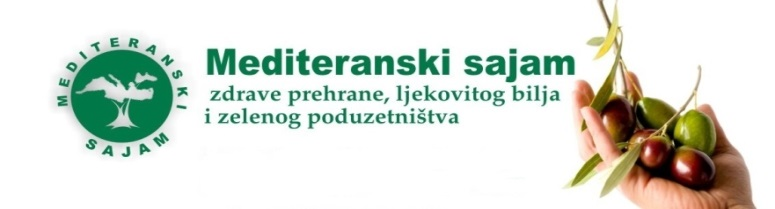 MEDITERANSKI
SAJAM
Mediteranski sajam
zdrave prehrane, ljekovitog bilja
i zelenog poduzetništva